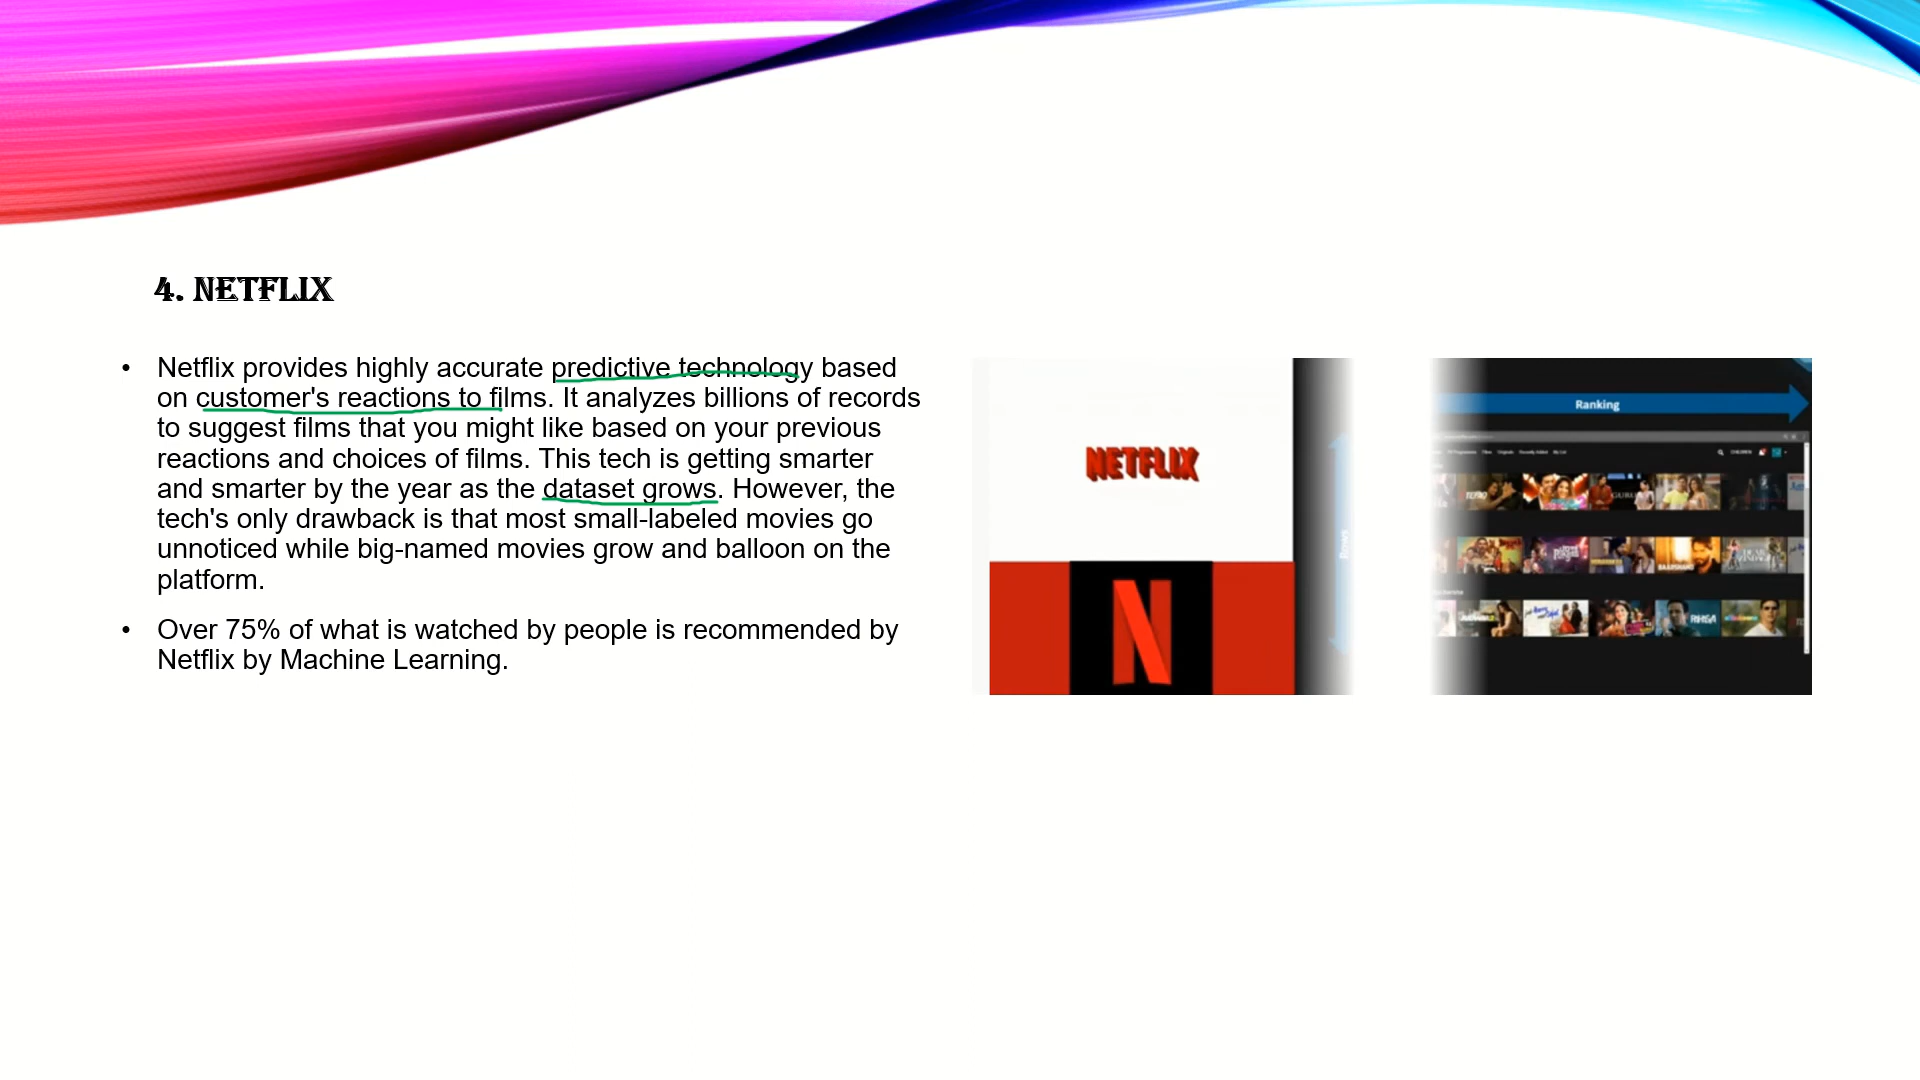 4. NETFLIX
• Netflix provides highly accurate predictive technology based
on customer's reactions to films. It analyzes billions of records
to suggest films that you might like based on your previous
reactions and choices of films. This tech is getting smarter
and smarter by the year as the dataset grows. However, the
tech's only drawback is that most small-labeled movies go
unnoticed while big-named movies grow and balloon on the
platform.
• Over 75% of what is watched by people is recommended by
Netflix by Machine Learning.
NETFLIX
N
Rows
Ranking
GURU
RAEES